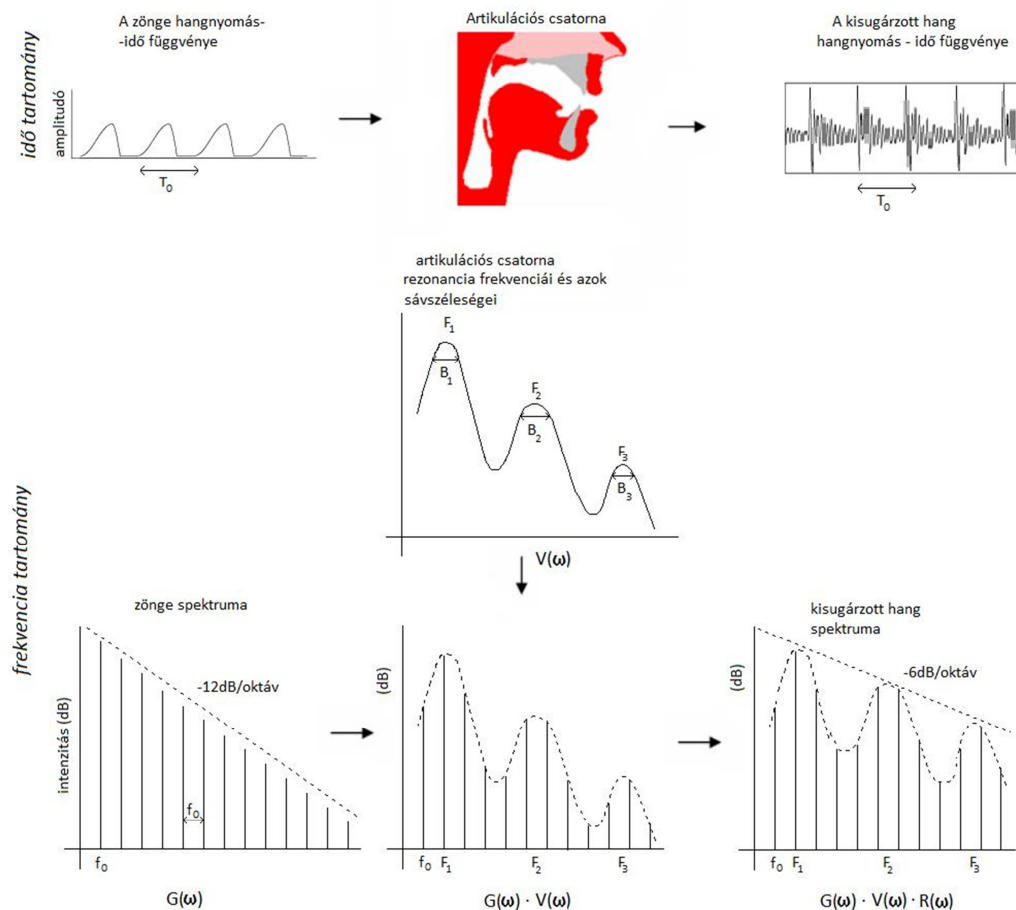 A zönge hangnyomás-
-idő függvénye
Artikulációs csatorna
A kisugárzott hang
hangnyomás - idő függvénye
idő tartomány
amplitudó
T0
T0
artikulációs csatorna
rezonancia frekvenciái és azok
sávszéleségei
F1
B1
F2
B2
F3
B3
V(ω)
frekvencia tartomány
zönge spektruma
-12dB/oktáv
intenzitás (dB)
f0
f0
G(ω)
(dB)
f0 F1 F2 F3
G(ω) · V(ω)
kisugárzott hang
spektruma
-6dB/oktáv
(dB)
f0 F1 F2 F3
G(ω) · V(ω) · R(ω)